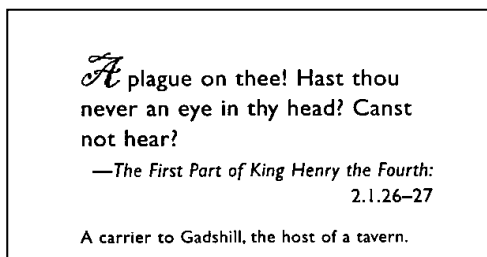 A plague on thee! Hast thou
never an eye in thy head? Canst
not hear?
—The First Part of King Henry the Fourth:
2.1.26–27
A carrier to Gadshill, the host of a tavern.